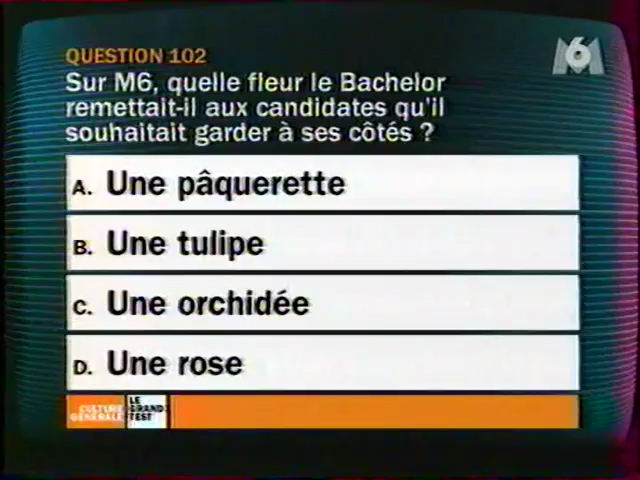 QUESTION 102
Sur M6, quelle fleur le Bachelor
remettait-il aux candidates qu'il
souhaitait garder à ses côtés ?
A. Une pâquerette
B. Une tulipe
C. Une orchidée
D. Une rose
CULTURE
GÉNÉRALE
LE
GRAND
TEST
M6